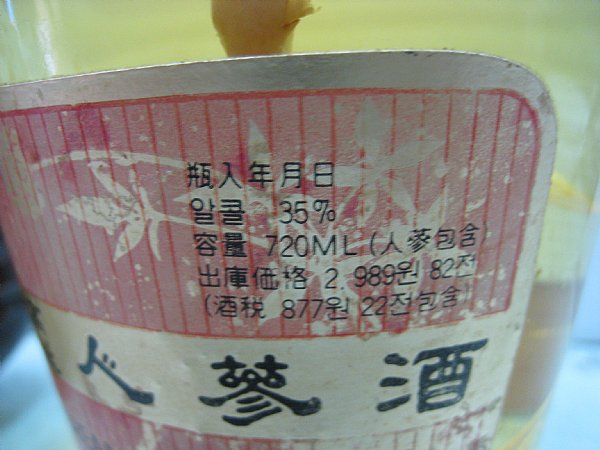 瓶入年月日
알콜 35%
容量 720ML (人蔘包含)
出庫価格 2.989원 82전
(酒税 877원 22전包含)
人蔘酒